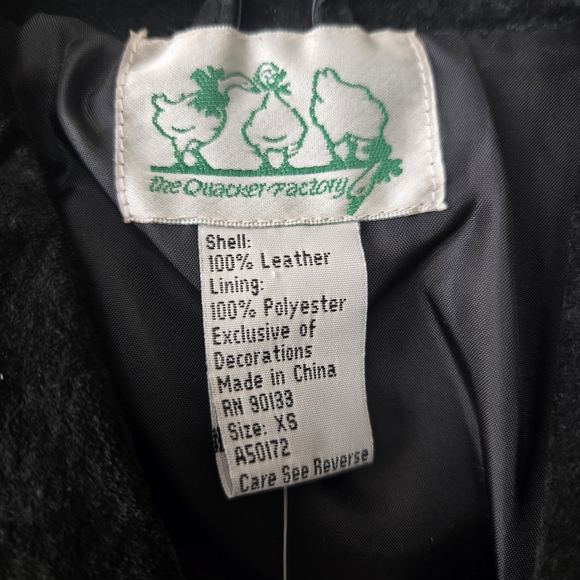 the Quacker Factory
Shell:
100% Leather
Lining:
100% Polyester
Exclusive of
Decorations
Made in China
RN 90133
Size: XS
A50172
Care See Reverse